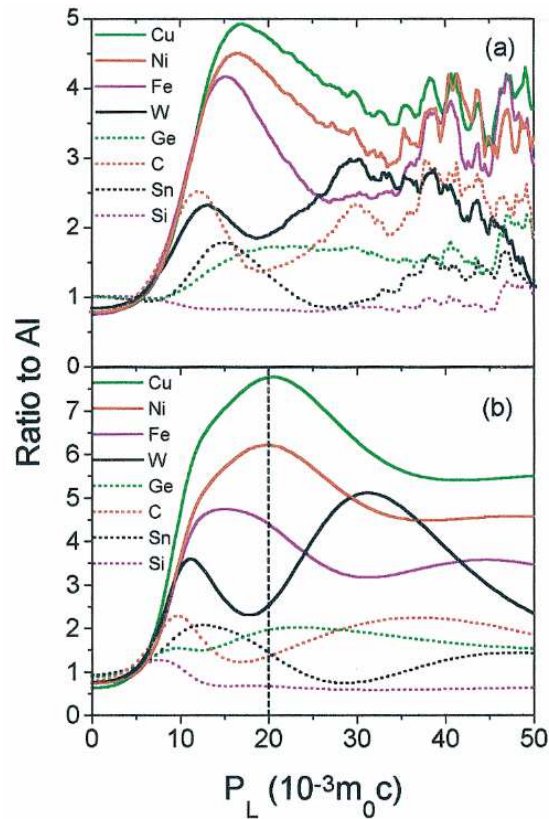 5
4
3
2
1
0
Cu
Ni
Fe
W
Ge
C
Sn
Si
(a)
Ratio to Al
7
6
5
4
3
2
1
0
Cu
Ni
Fe
W
Ge
C
Sn
Si
(b)
0 10 20 30 40 50
P_L (10^-3 m_0 c)